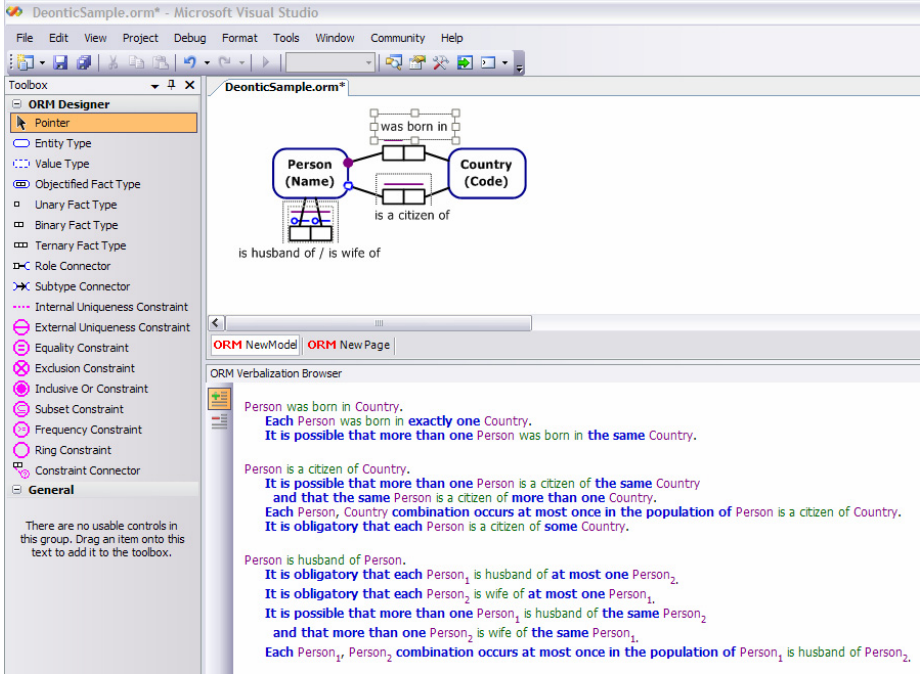 DeonticSample.orm* - Microsoft Visual Studio
File Edit View Project Debug Format Tools Window Community Help
Toolbox
ORM Designer
Pointer
Entity Type
Value Type
Objectified Fact Type
Unary Fact Type
Binary Fact Type
Ternary Fact Type
Role Connector
Subtype Connector
Internal Uniqueness Constraint
External Uniqueness Constraint
Equality Constraint
Exclusion Constraint
Inclusive Or Constraint
Subset Constraint
Frequency Constraint
Ring Constraint
Constraint Connector
General
There are no usable controls in
this group. Drag an item onto this
text to add it to the toolbox.
DeonticSample.orm*
was born in
Person
(Name)
Country
(Code)
is a citizen of
is husband of / is wife of
ORM NewModel ORM New Page
ORM Verbalization Browser
Person was born in Country.
Each Person was born in exactly one Country.
It is possible that more than one Person was born in the same Country.
Person is a citizen of Country.
It is possible that more than one Person is a citizen of the same Country
and that the same Person is a citizen of more than one Country.
Each Person, Country combination occurs at most once in the population of Person is a citizen of Country.
It is obligatory that each Person is a citizen of some Country.
Person is husband of Person.
It is obligatory that each Person₁ is husband of at most one Person₂.
It is obligatory that each Person₂ is wife of at most one Person₁.
It is possible that more than one Person₁ is husband of the same Person₂
and that more than one Person₂ is wife of the same Person₁.
Each Person₁, Person₂ combination occurs at most once in the population of Person₁ is husband of Person₂.